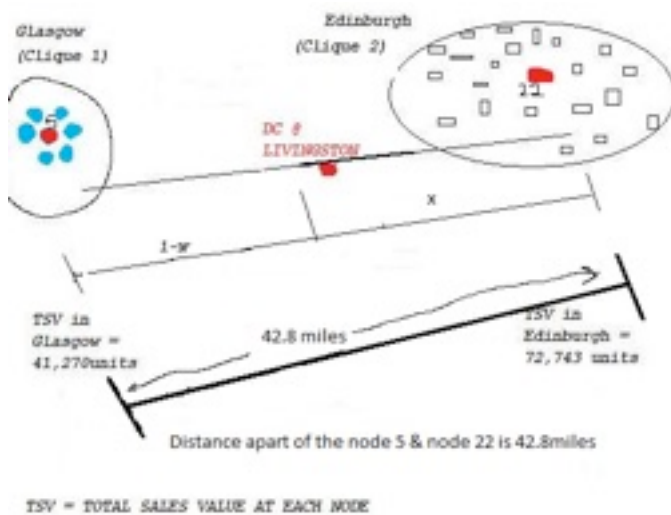 Glasgow
(Clique 1)
Edinburgh
(Clique 2)
5
22
DC @
LIVINGSTON
x
1-w
TSV in
Glasgow =
41,270units
42.8 miles
TSV in
Edinburgh =
72,743 units
Distance apart of the node 5 & node 22 is 42.8miles
TSV = TOTAL SALES VALUE AT EACH NODE